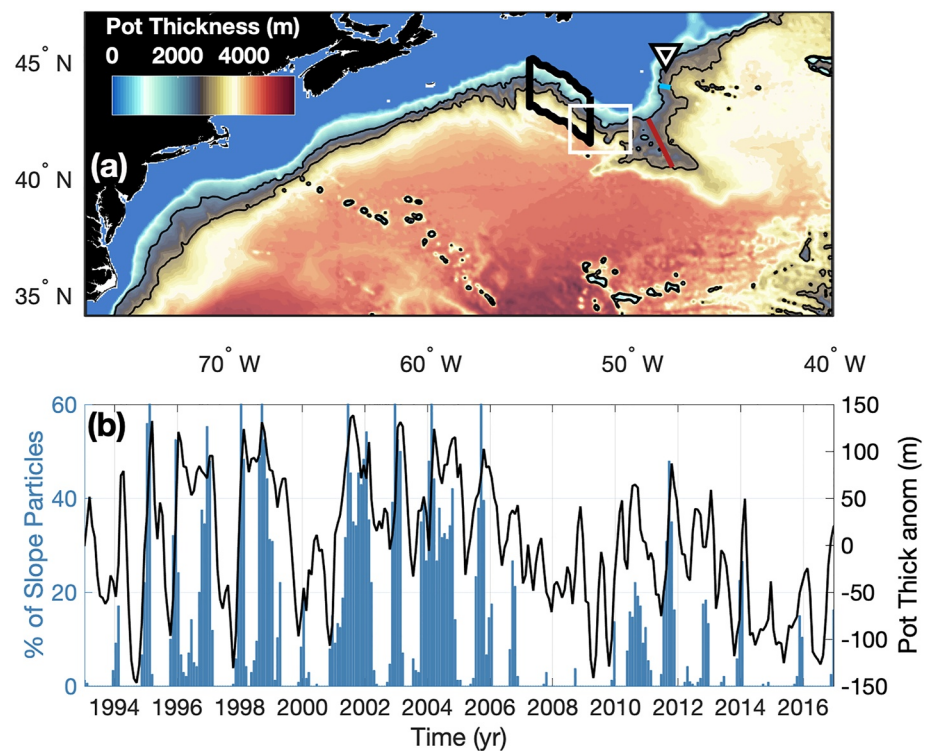 Pot Thickness (m)
0 2000 4000
45° N
(a)
40° N
35° N
70° W 60° W 50° W 40° W
60 (b) 150
100
40 50
0
20 -50
-100
0 -150
% of Slope Particles
Pot Thick anom (m)
1994 1996 1998 2000 2002 2004 2006 2008 2010 2012 2014 2016
Time (yr)